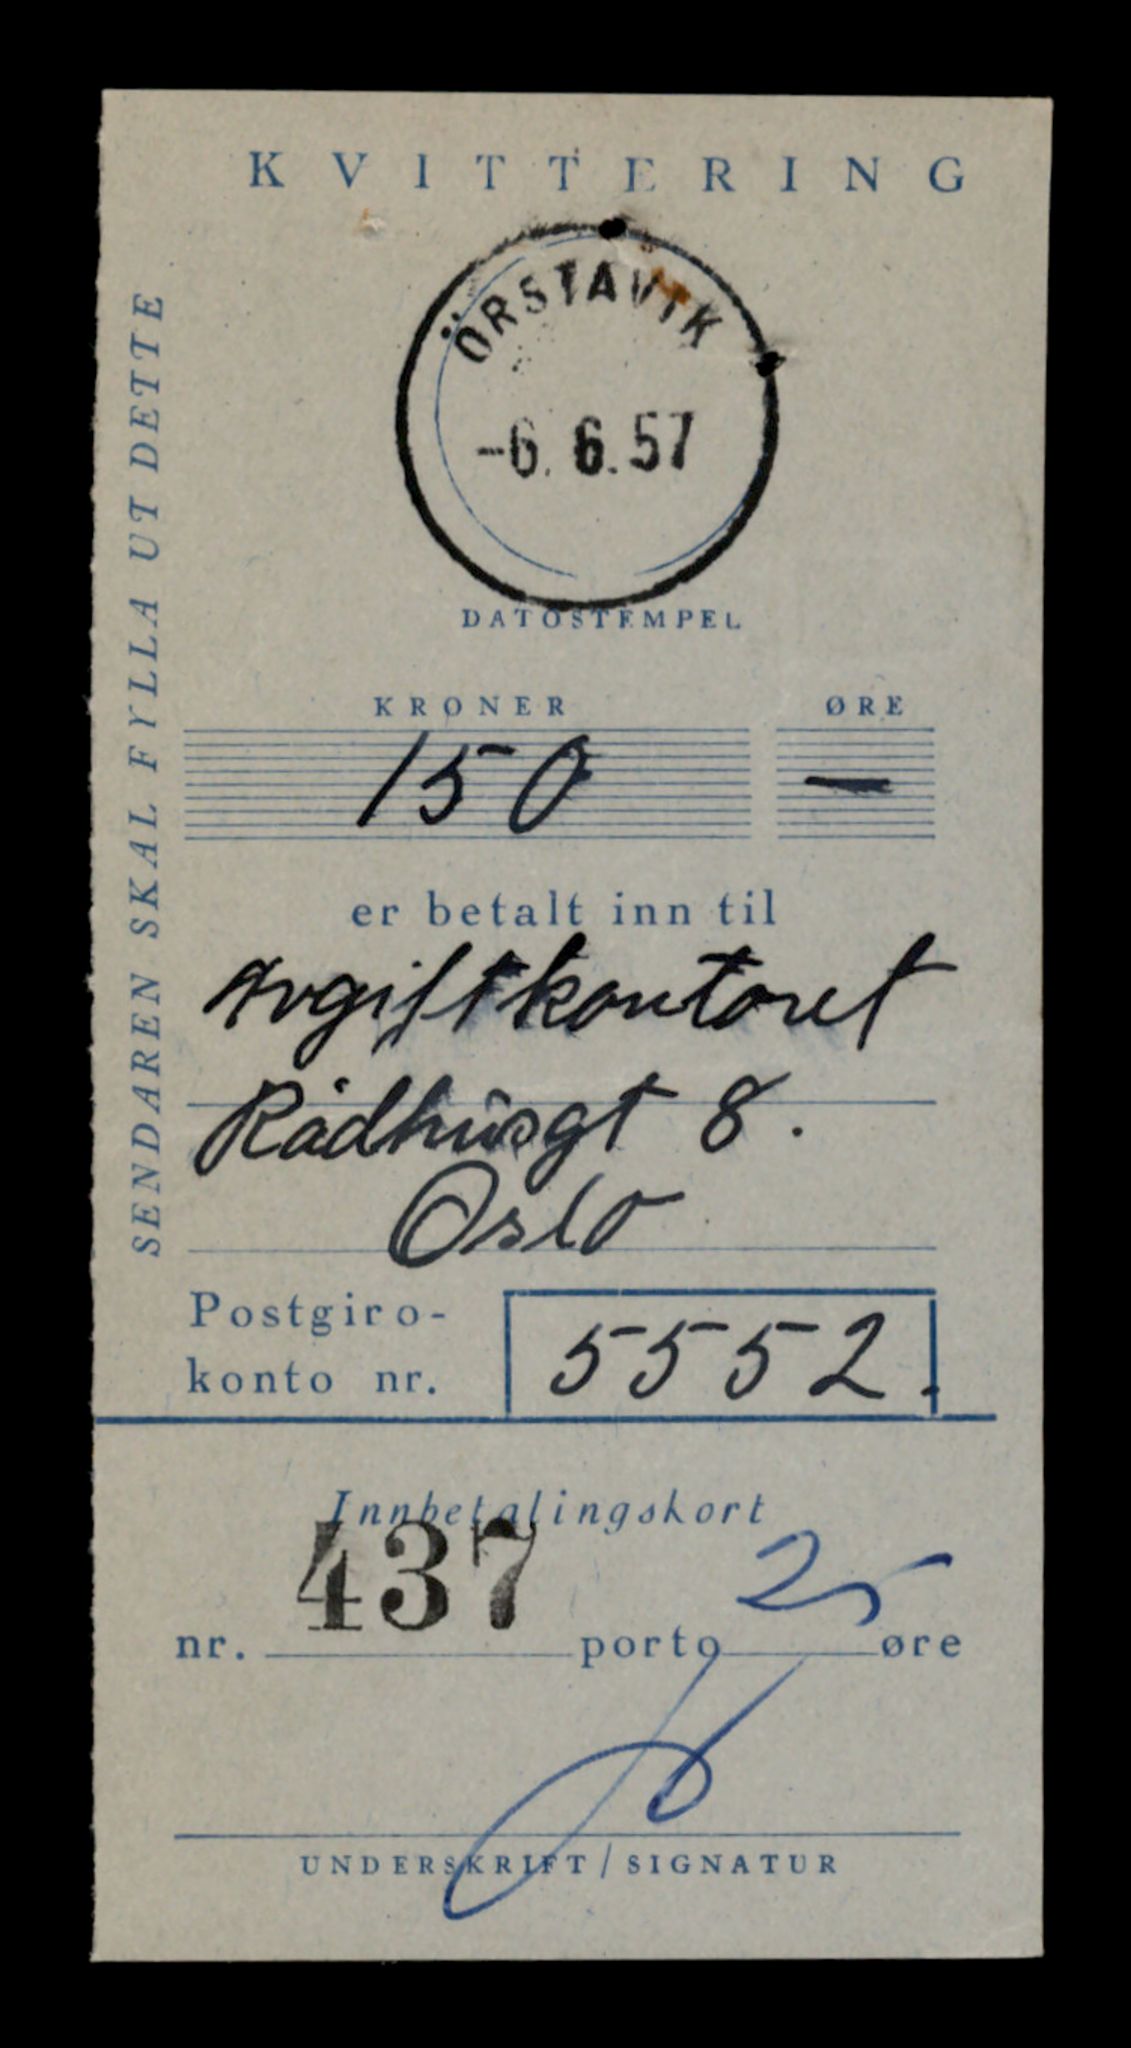 KVITTERING
ÖRSTAVIK
-6. 6. 57
DATOSTEMPEL
SENDAREN SKAL FYLLA UT DETTE
KRONER ØRE
150 —
er betalt inn til
Avgiftkontoret
Rådhusgt 8.
Oslo
Postgiro-
konto nr. 5552.
Innbetalingskort
nr. 437 porto 25 øre
UNDERSKRIFT/SIGNATUR